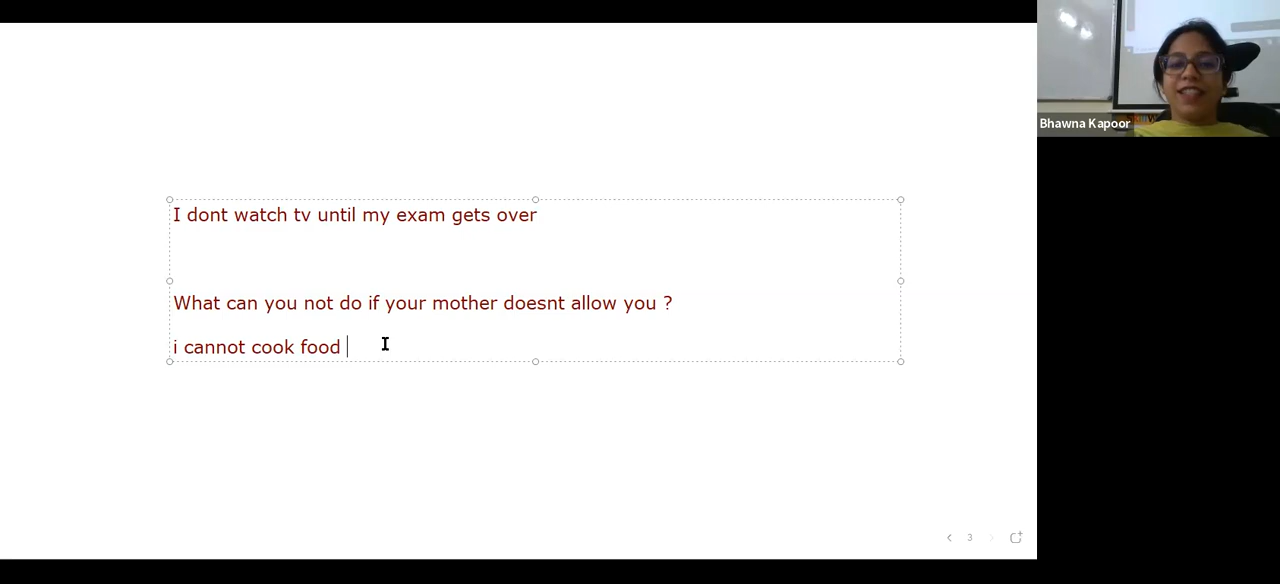 Bhawna Kapoor
I dont watch tv until my exam gets over
What can you not do if your mother doesnt allow you ?
i cannot cook food
3